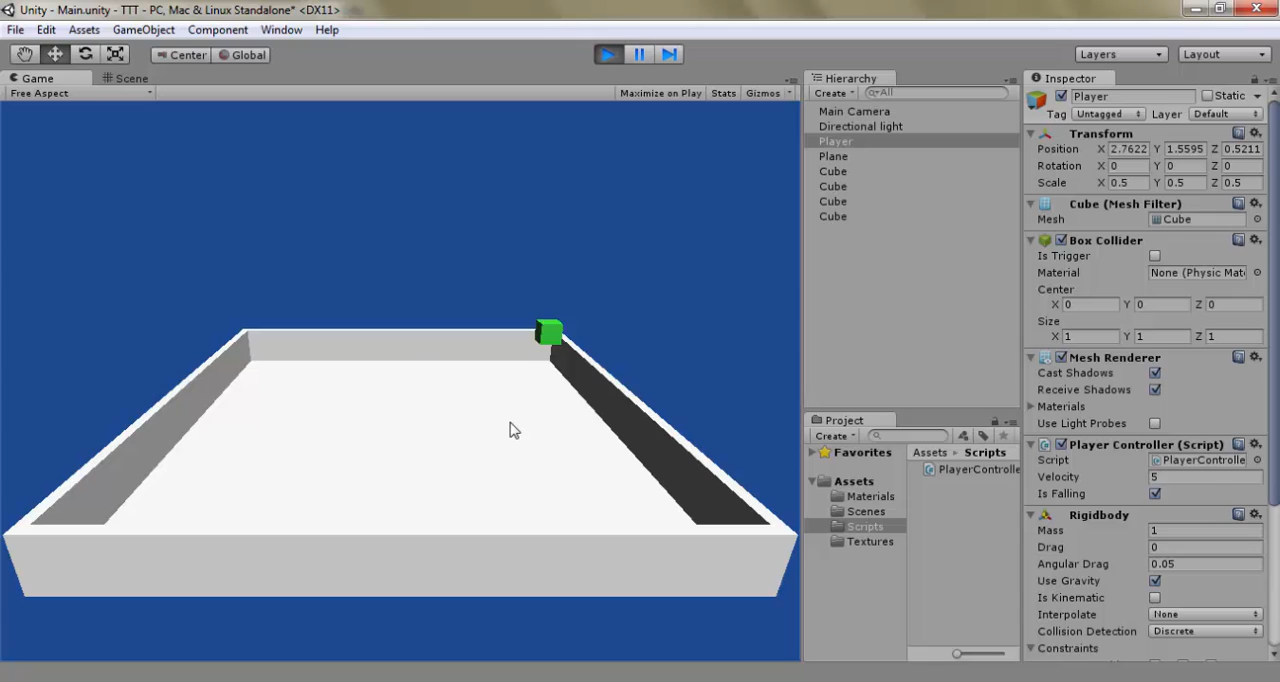 Unity - Main.unity - TTT - PC, Mac & Linux Standalone* <DX11>
File Edit Assets GameObject Component Window Help
Center Global Layers Layout
Game Scene
Free Aspect Maximize on Play Stats Gizmos
Hierarchy
Create All
Main Camera
Directional light
Player
Plane
Cube
Cube
Cube
Cube
Project
Create
Favorites
Assets
Materials
Scenes
Scripts
Textures
Assets Scripts
PlayerControlle
Inspector
Player Static
Tag Untagged Layer Default
Transform
Position X 2.7622 Y 1.5595 Z 0.5211
Rotation X 0 Y 0 Z 0
Scale X 0.5 Y 0.5 Z 0.5
Cube (Mesh Filter)
Mesh Cube
Box Collider
Is Trigger
Material None (Physic Mat
Center
X 0 Y 0 Z 0
Size
X 1 Y 1 Z 1
Mesh Renderer
Cast Shadows
Receive Shadows
Materials
Use Light Probes
Player Controller (Script)
Script PlayerControlle
Velocity 5
Is Falling
Rigidbody
Mass 1
Drag 0
Angular Drag 0.05
Use Gravity
Is Kinematic
Interpolate None
Collision Detection Discrete
Constraints